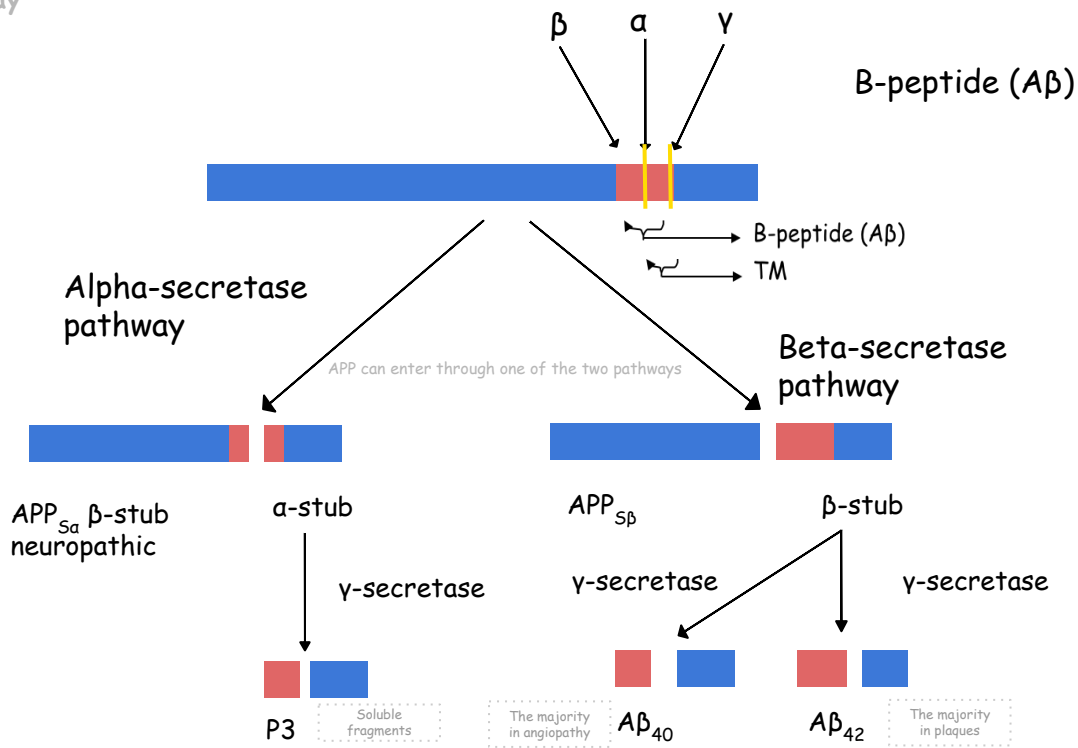 β α γ
B-peptide (Aβ)
B-peptide (Aβ)
TM
Alpha-secretase
pathway
Beta-secretase
pathway
APP can enter through one of the two pathways
APPSα β-stub
neuropathic
α-stub
APPSβ
β-stub
γ-secretase
γ-secretase
γ-secretase
P3
Soluble
fragments
The majority
in angiopathy
Aβ40
Aβ42
The majority
in plaques